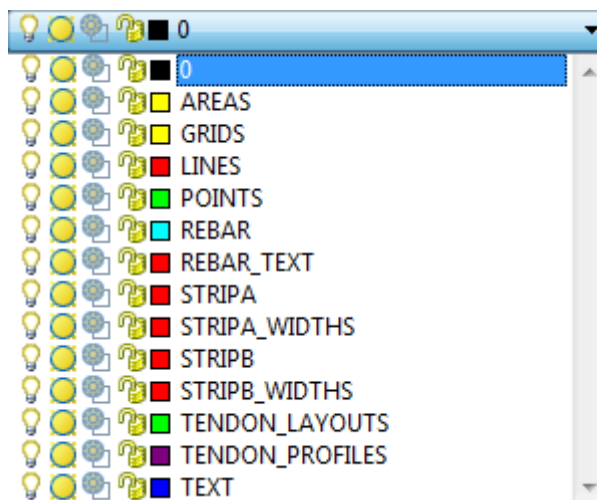 0
0
AREAS
GRIDS
LINES
POINTS
REBAR
REBAR_TEXT
STRIPA
STRIPA_WIDTHS
STRIPB
STRIPB_WIDTHS
TENDON_LAYOUTS
TENDON_PROFILES
TEXT